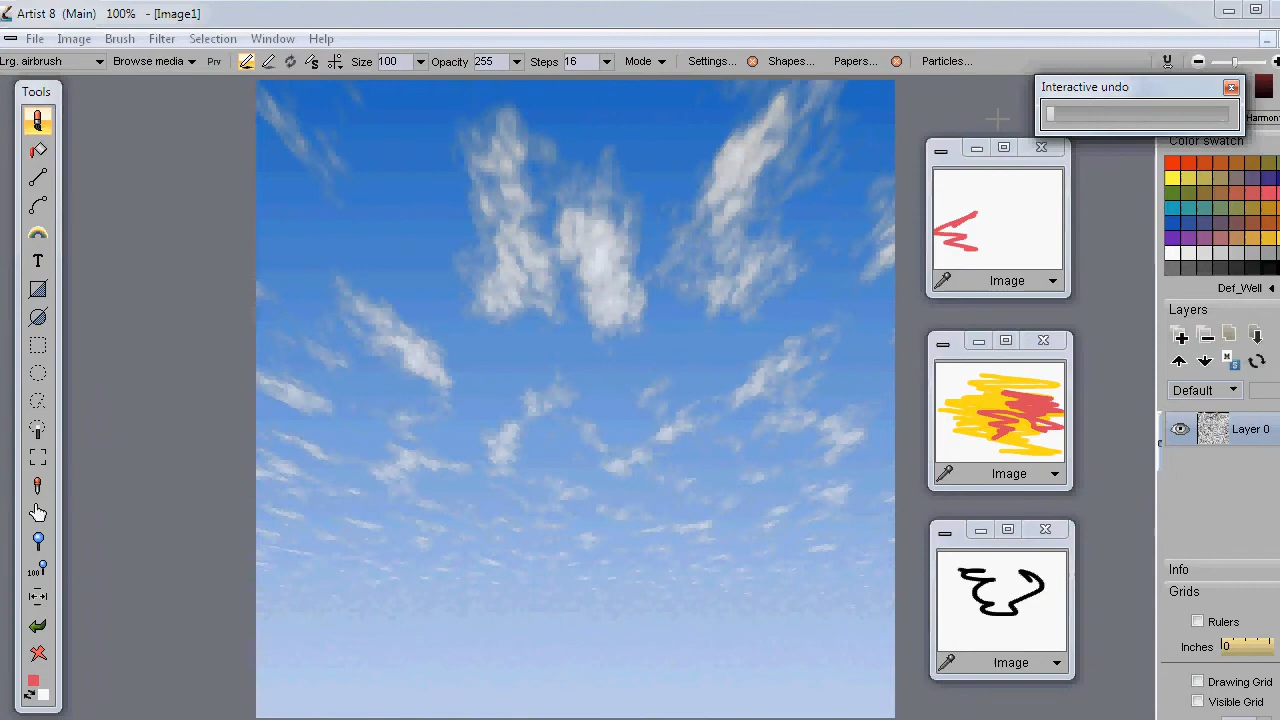 Artist 8 (Main) 100% - [Image1]
File Image Brush Filter Selection Window Help
Lrg. airbrush Browse media Prv Size 100 Opacity 255 Steps 16 Mode Settings... Shapes... Papers... Particles...
Tools
T
100%
Interactive undo
Harmon
Color swatch
Def_Well
Layers
M
S
Default
Layer 0
Image
Image
Image
Info
Grids
Rulers
Inches 0
Drawing Grid
Visible Grid